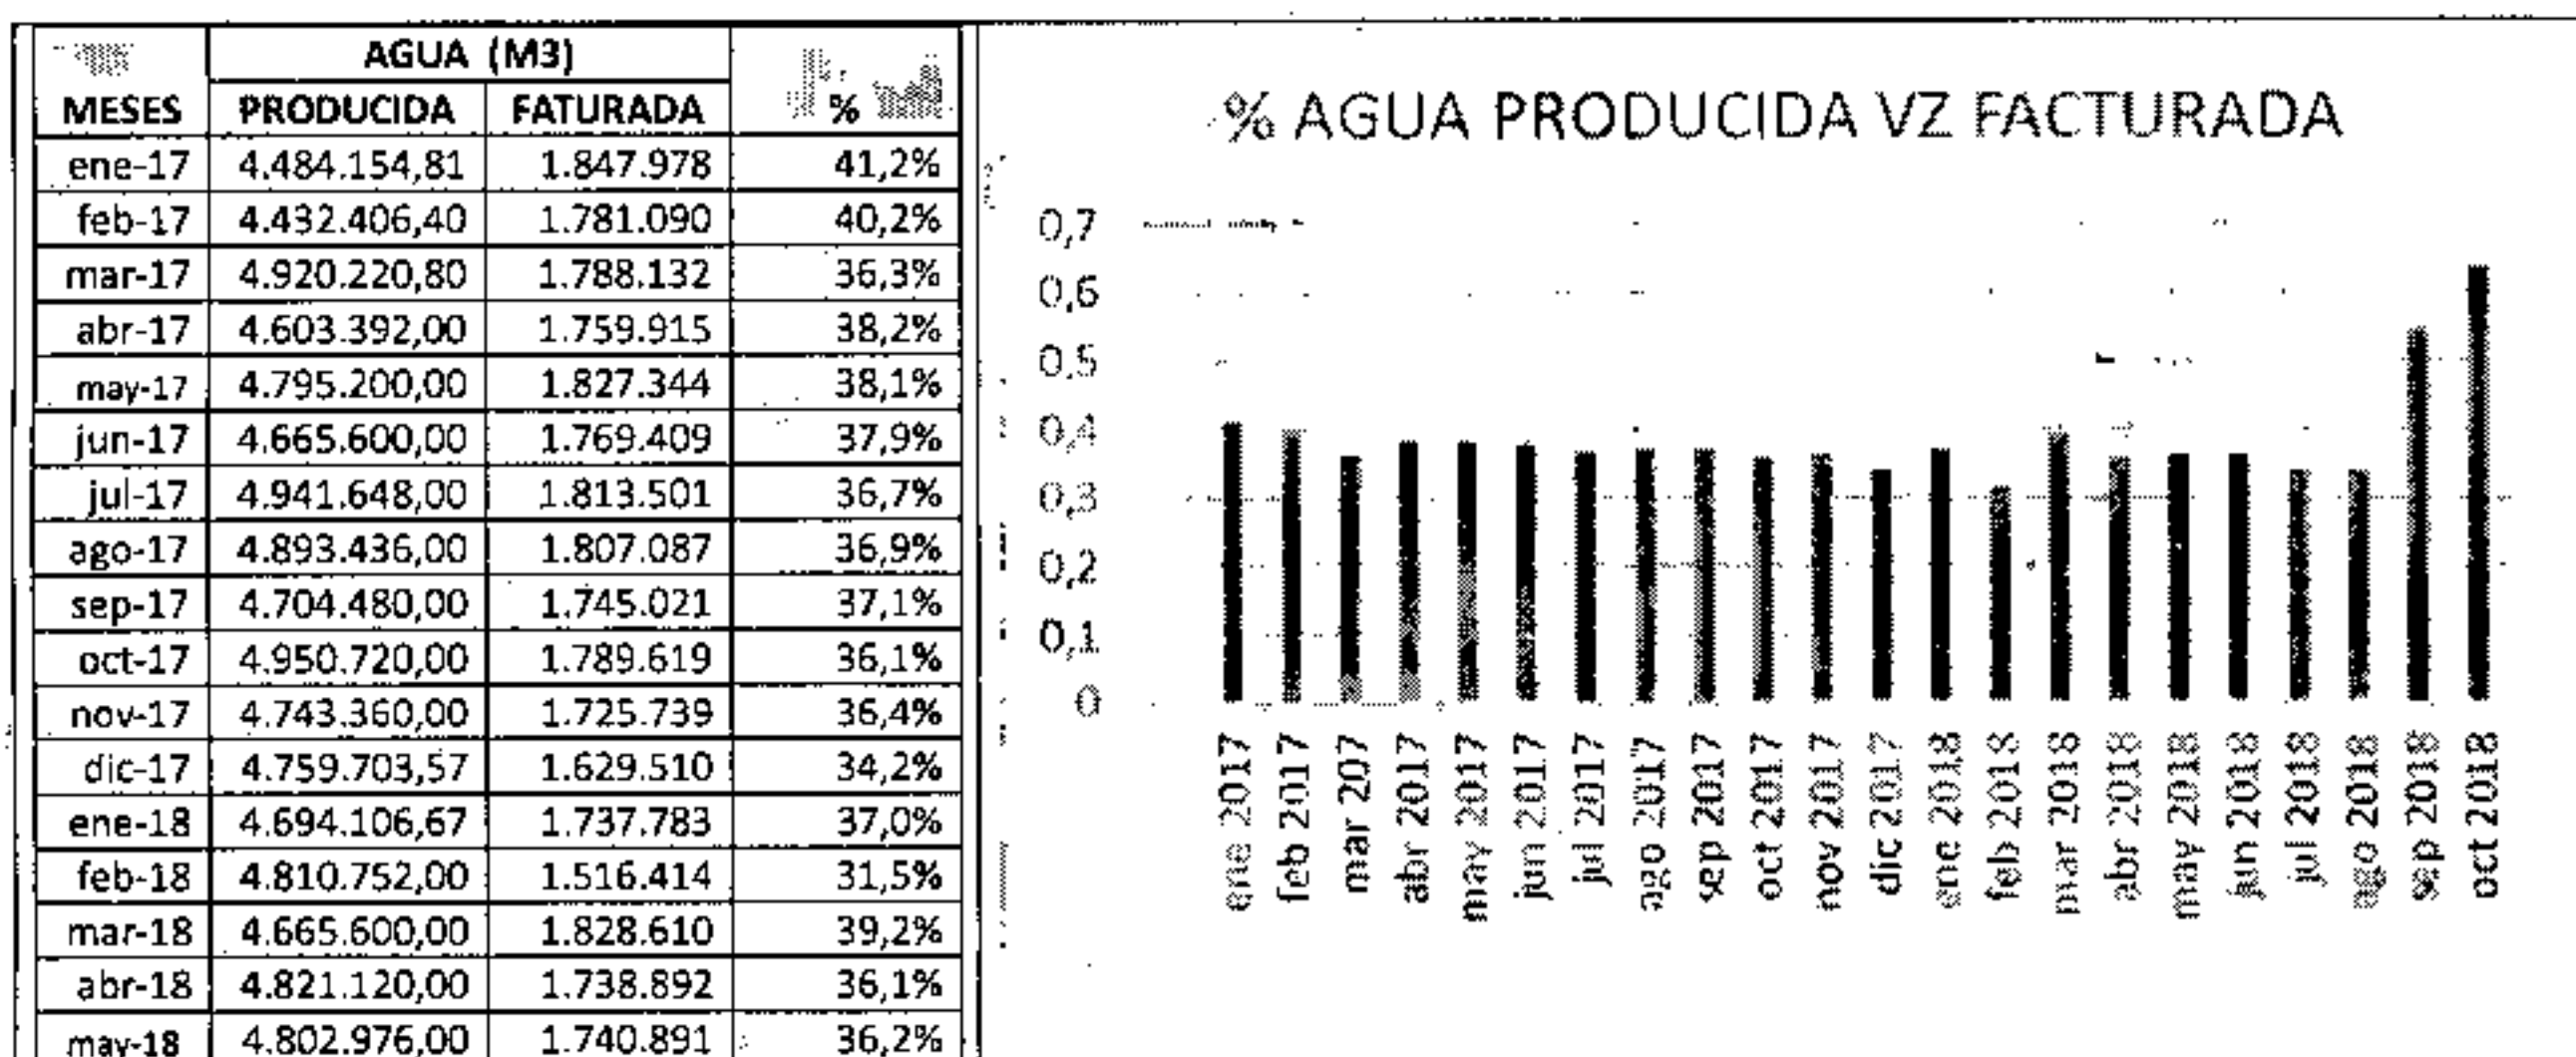 AGUA (M3)
MESES PRODUCIDA FATURADA %
ene-17 4.484.154,81 1.847.978 41,2%
feb-17 4.432.406,40 1.781.090 40,2%
mar-17 4.920.220,80 1.788.132 36,3%
abr-17 4.603.392,00 1.759.915 38,2%
may-17 4.795.200,00 1.827.344 38,1%
jun-17 4.665.600,00 1.769.409 37,9%
jul-17 4.941.648,00 1.813.501 36,7%
ago-17 4.893.436,00 1.807.087 36,9%
sep-17 4.704.480,00 1.745.021 37,1%
oct-17 4.950.720,00 1.789.619 36,1%
nov-17 4.743.360,00 1.725.739 36,4%
dic-17 4.759.703,57 1.629.510 34,2%
ene-18 4.694.106,67 1.737.783 37,0%
feb-18 4.810.752,00 1.516.414 31,5%
mar-18 4.665.600,00 1.828.610 39,2%
abr-18 4.821.120,00 1.738.892 36,1%
may-18 4.802.976,00 1.740.891 36,2%
% AGUA PRODUCIDA VZ FACTURADA
0,7
0,6
0,5
0,4
0,3
0,2
0,1
0
ene 2017
feb 2017
mar 207
abr 2017
may 2017
jun 2017
jul 2017
ago 2017
sep 2017
oct 2017
nov 2017
dic 2017
ene 2018
feb 2018
mar 2018
abr 2018
may 2018
jun 2018
jul 2018
ago 2018
sep 2018
oct 2018